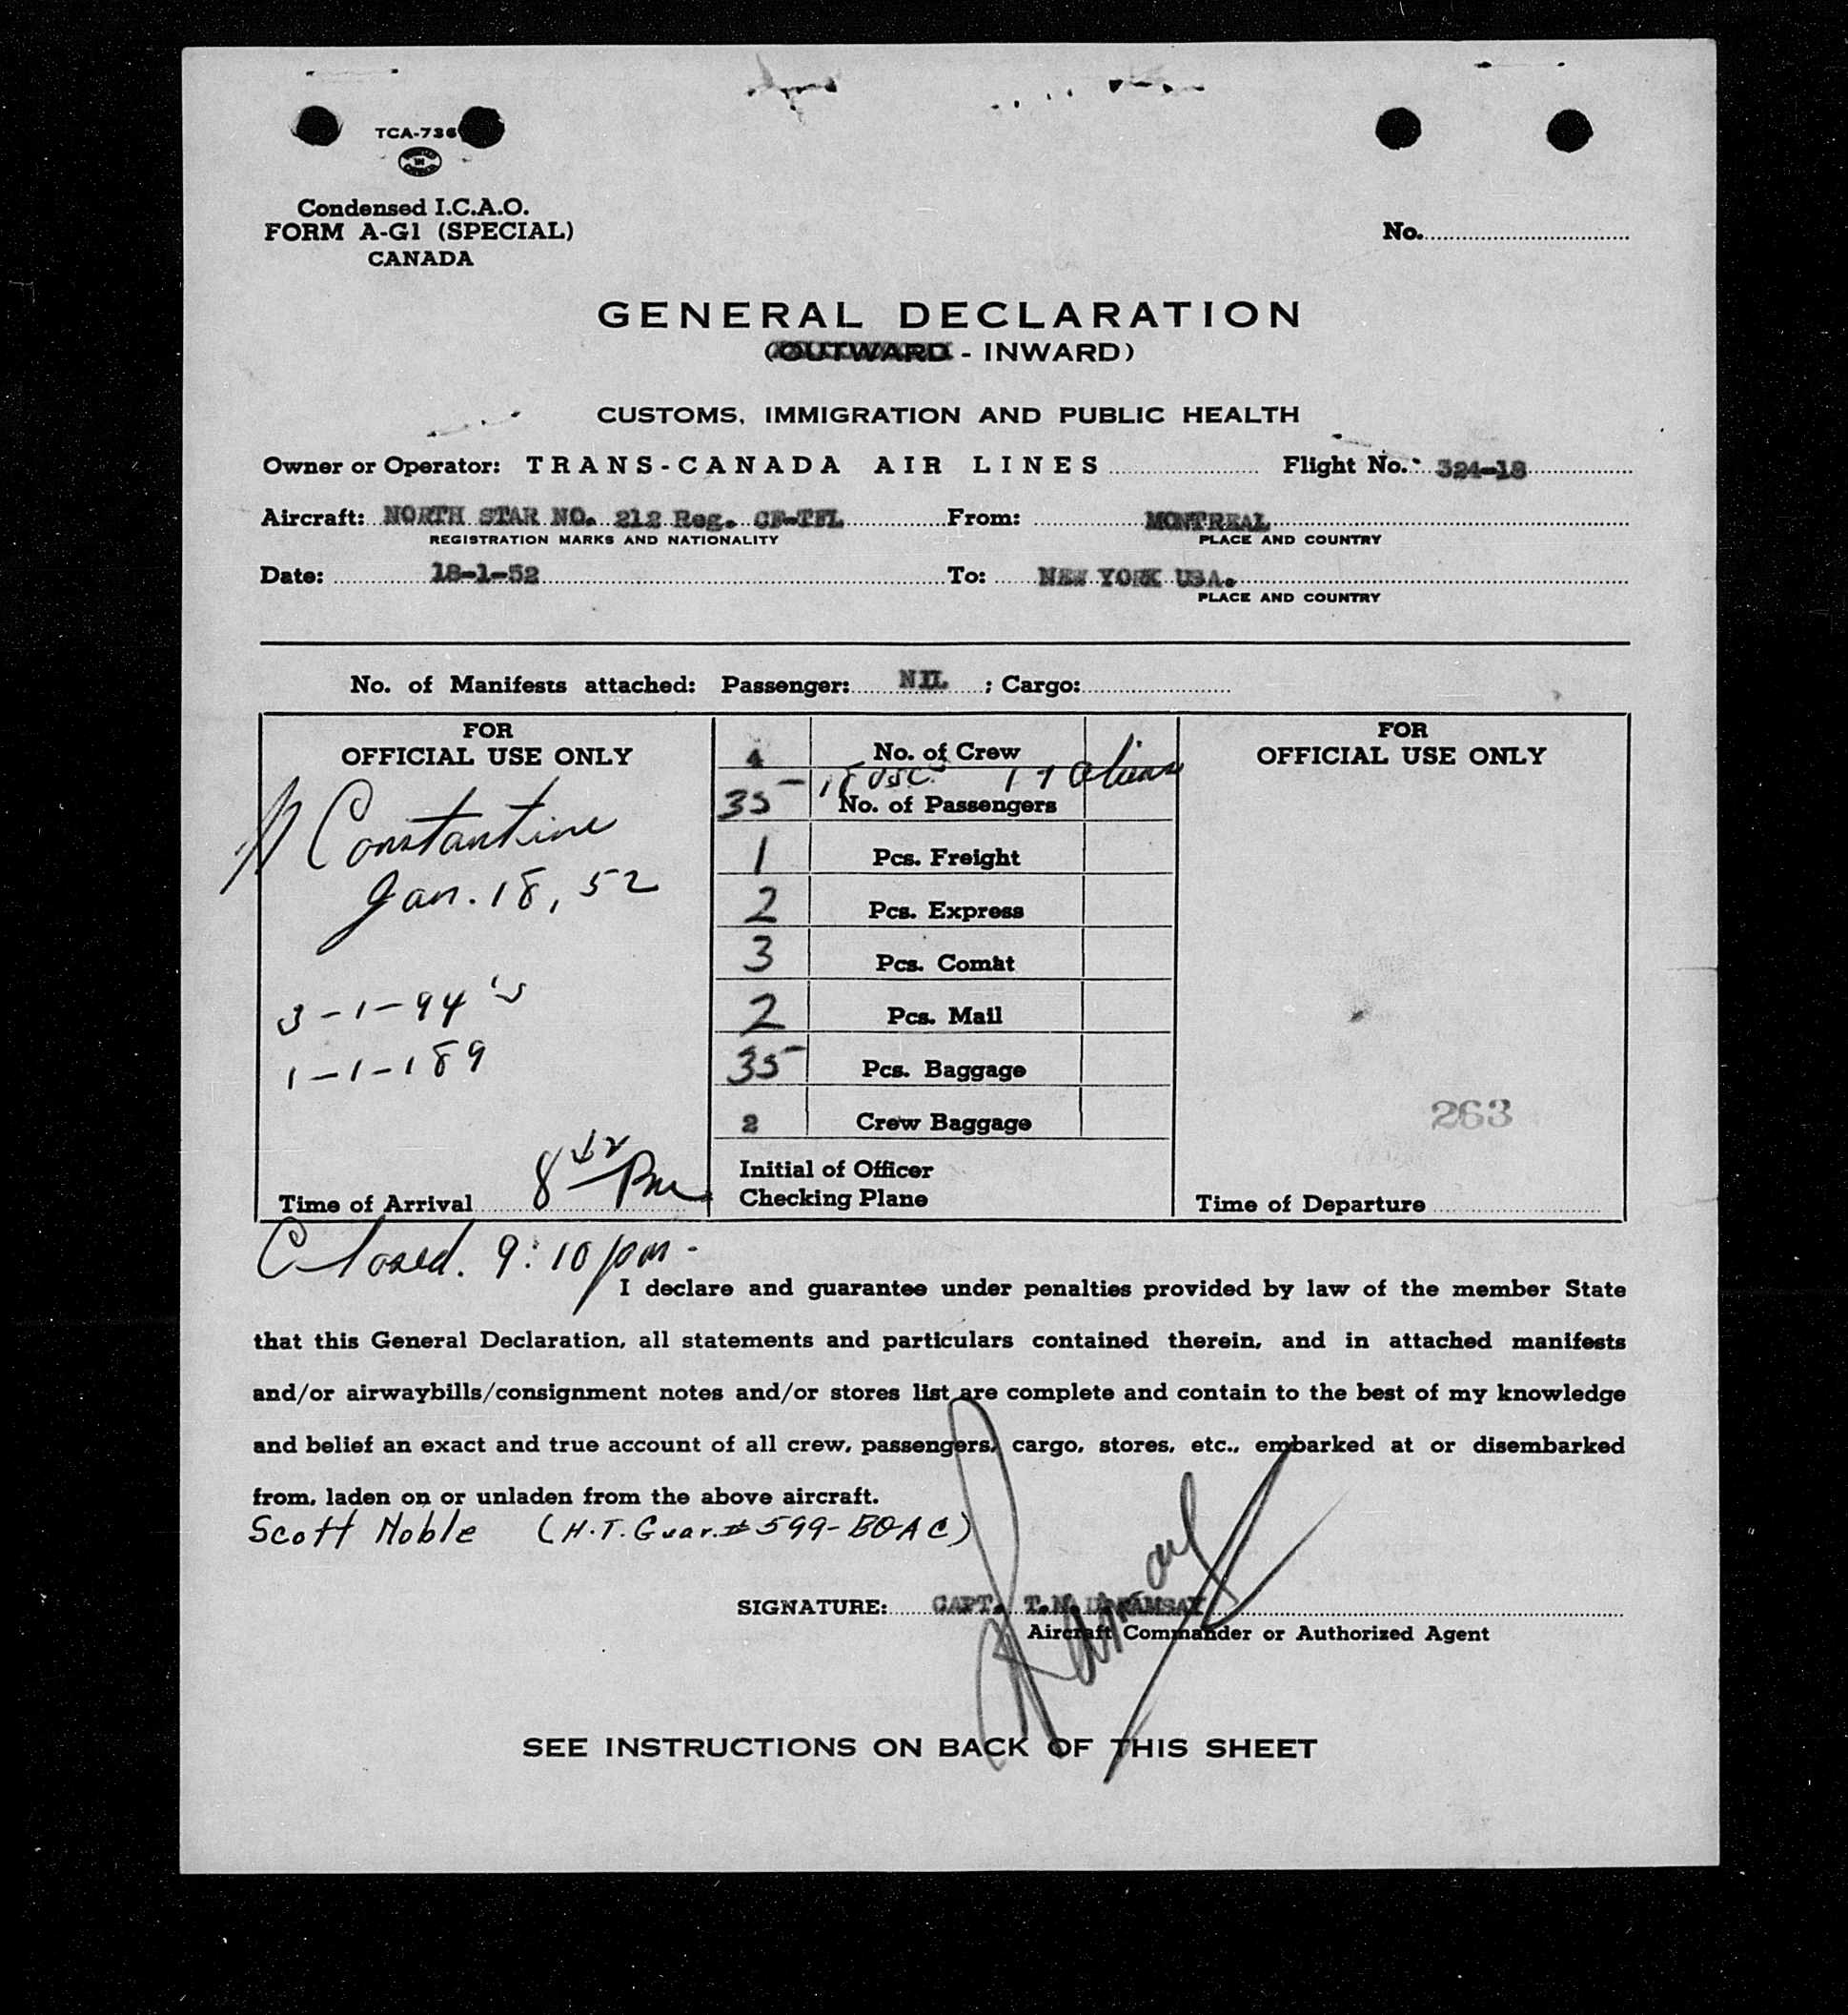 TCA-736
Condensed I.C.A.O.
FORM A-G1 (SPECIAL)
CANADA
No.
GENERAL DECLARATION
(OUTWARD - INWARD)
CUSTOMS, IMMIGRATION AND PUBLIC HEALTH
Owner or Operator: TRANS-CANADA AIR LINES Flight No. 324-18
Aircraft: NORTH STAR NO. 212 Reg. CF-TFL From: MONTREAL
REGISTRATION MARKS AND NATIONALITY PLACE AND COUNTRY
Date: 18-1-52 To: NEW YORK USA.
PLACE AND COUNTRY
No. of Manifests attached: Passenger: NIL ; Cargo:
FOR
OFFICIAL USE ONLY
Constantine
Jan. 18, 52
3-1-94's
1-1-189
Time of Arrival 8 Pm
4 No. of Crew
18 USC 17 Aliens
35 No. of Passengers
1 Pcs. Freight
2 Pcs. Express
3 Pcs. Comat
2 Pcs. Mail
35 Pcs. Baggage
2 Crew Baggage
Initial of Officer
Checking Plane
FOR
OFFICIAL USE ONLY
263
Time of Departure
Closed. 9:10 pm.
I declare and guarantee under penalties provided by law of the member State
that this General Declaration, all statements and particulars contained therein, and in attached manifests
and/or airwaybills/consignment notes and/or stores list are complete and contain to the best of my knowledge
and belief an exact and true account of all crew, passengers, cargo, stores, etc., embarked at or disembarked
from, laden on or unladen from the above aircraft.
Scott Noble (H.T. Guar. # 599-BOAC)
Ramsay
SIGNATURE: CAPT. T.N. RAMSAY
Aircraft Commander or Authorized Agent
SEE INSTRUCTIONS ON BACK OF THIS SHEET